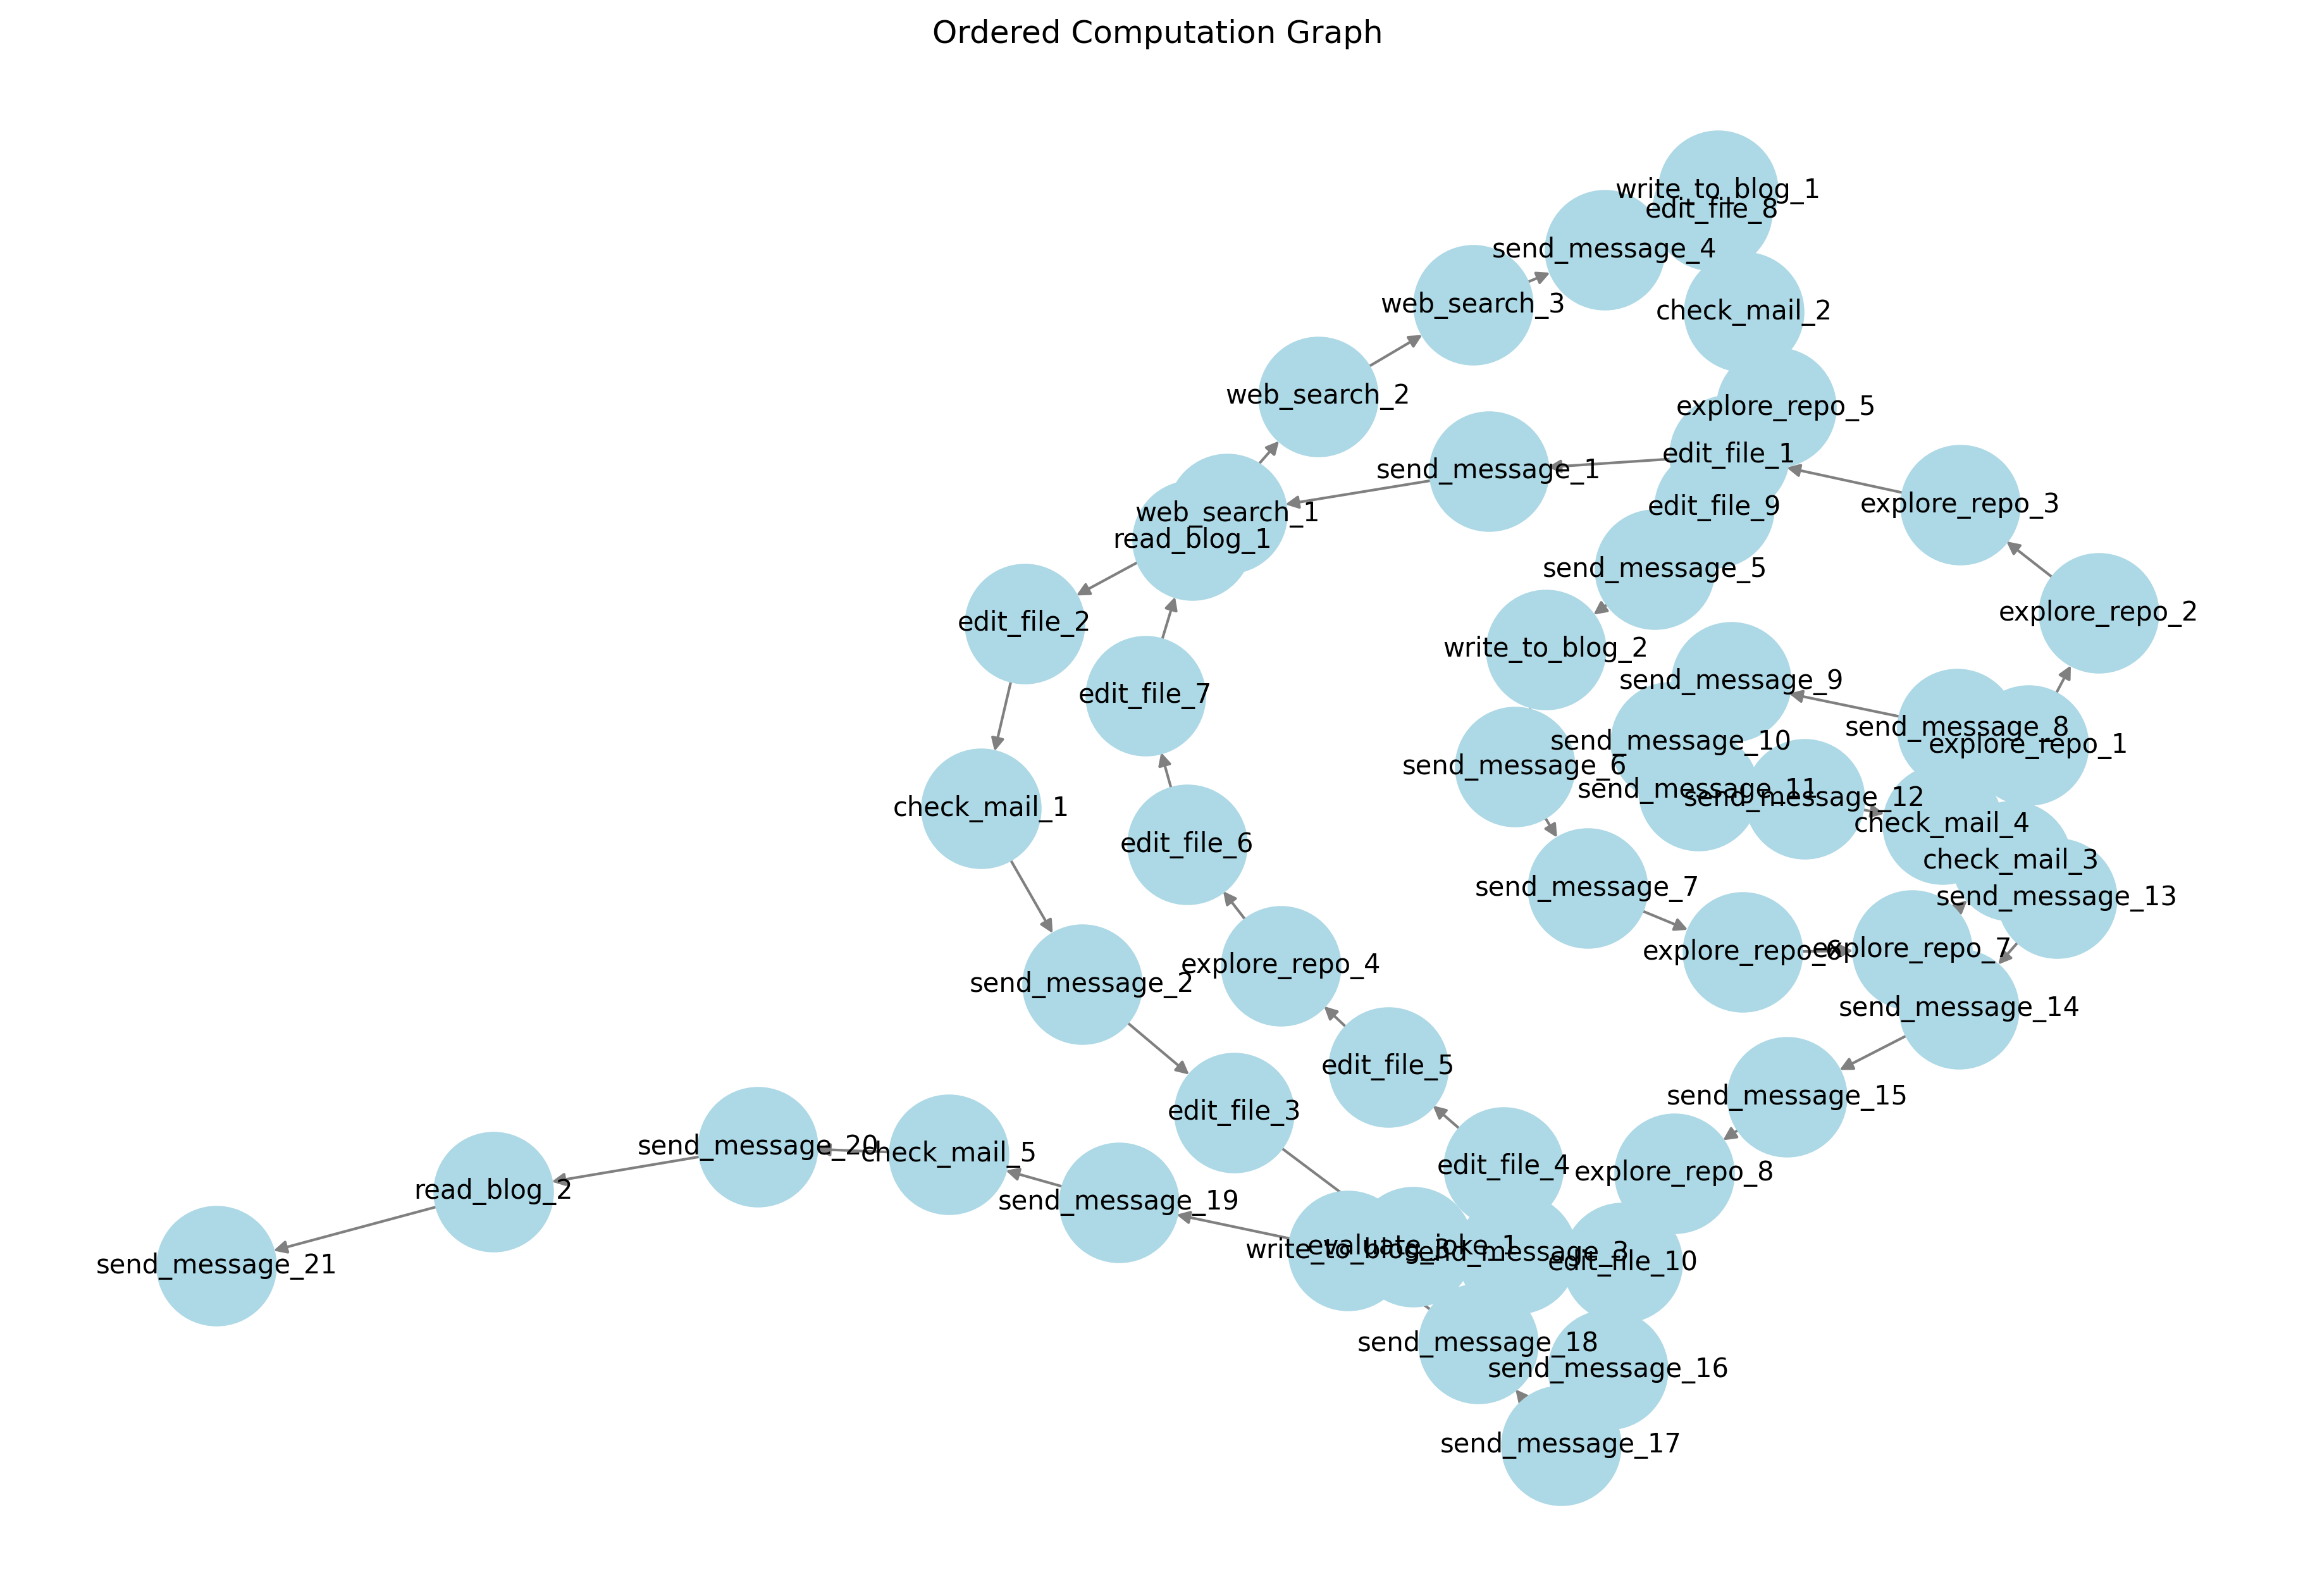 Ordered Computation Graph
write_to_blog_1
edit_file_8
send_message_4
web_search_3
check_mail_2
web_search_2
explore_repo_5
edit_file_1
send_message_1
explore_repo_3
edit_file_9
web_search_1
read_blog_1
send_message_5
explore_repo_2
edit_file_2
write_to_blog_2
send_message_9
edit_file_7
send_message_8
explore_repo_1
send_message_10
send_message_6
send_message_11
send_message_12
check_mail_1
check_mail_4
edit_file_6
check_mail_3
send_message_7
send_message_13
explore_repo_7
explore_repo_6
explore_repo_4
send_message_2
send_message_14
edit_file_5
send_message_15
edit_file_3
send_message_20
check_mail_5
edit_file_4
explore_repo_8
read_blog_2
send_message_19
evaluate_joke_1
write_to_blog_3
send_message_3
edit_file_10
send_message_21
send_message_18
send_message_16
send_message_17